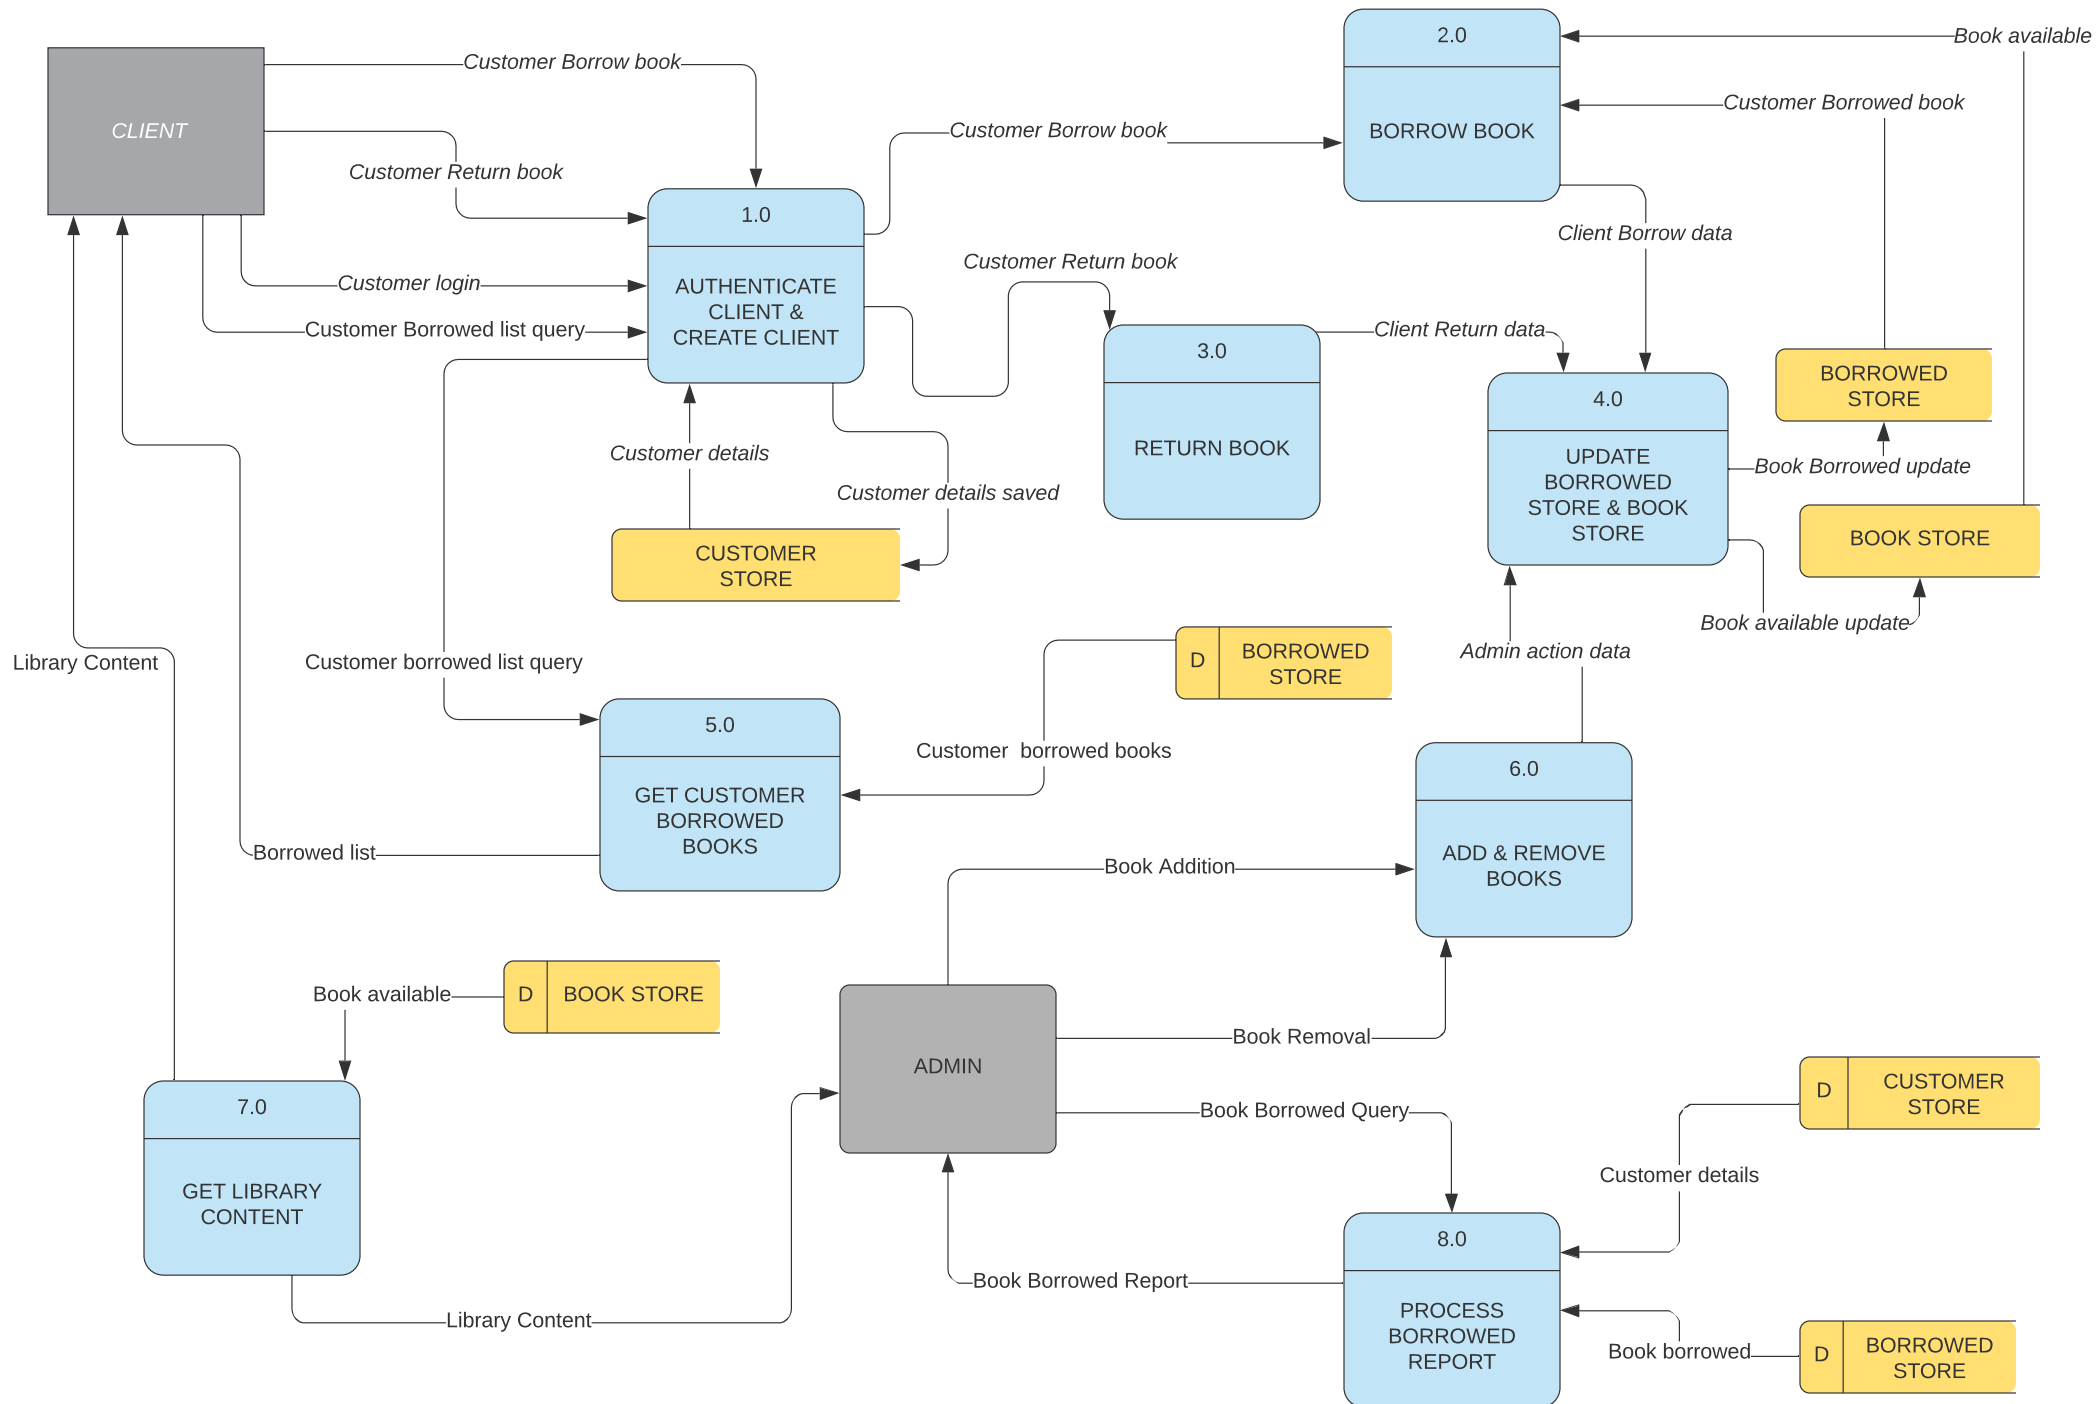 CLIENT
Customer Borrow book
Customer Return book
Customer login
Customer Borrowed list query
1.0
AUTHENTICATE
CLIENT &
CREATE CLIENT
Customer Borrow book
2.0
BORROW BOOK
Book available
Customer Borrowed book
Client Borrow data
Customer Return book
3.0
RETURN BOOK
Client Return data
4.0
UPDATE
BORROWED
STORE & BOOK
STORE
BORROWED
STORE
Book Borrowed update
BOOK STORE
Book available update
Customer details
Customer details saved
CUSTOMER
STORE
Admin action data
Library Content
Customer borrowed list query
D
BORROWED
STORE
5.0
GET CUSTOMER
BORROWED
BOOKS
Customer  borrowed books
Borrowed list
6.0
ADD & REMOVE
BOOKS
Book Addition
Book Removal
Book available
D
BOOK STORE
ADMIN
Book Borrowed Query
7.0
GET LIBRARY
CONTENT
Library Content
D
CUSTOMER
STORE
Customer details
8.0
PROCESS
BORROWED
REPORT
Book Borrowed Report
Book borrowed
D
BORROWED
STORE